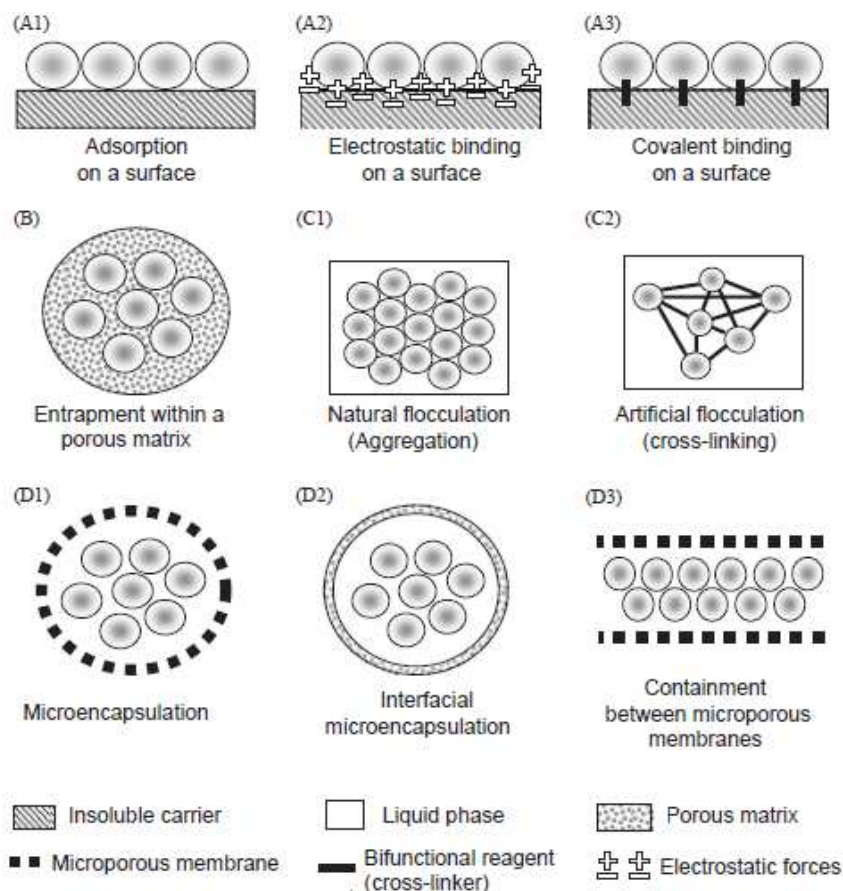 (A1)
(A2)
(A3)
Adsorption
on a surface
Electrostatic binding
on a surface
Covalent binding
on a surface
(B)
(C1)
(C2)
Entrapment within a
porous matrix
Natural flocculation
(Aggregation)
Artificial flocculation
(cross-linking)
(D1)
(D2)
(D3)
Microencapsulation
Interfacial
microencapsulation
Containment
between microporous
membranes
Insoluble carrier
Liquid phase
Porous matrix
Microporous membrane
Bifunctional reagent
(cross-linker)
Electrostatic forces